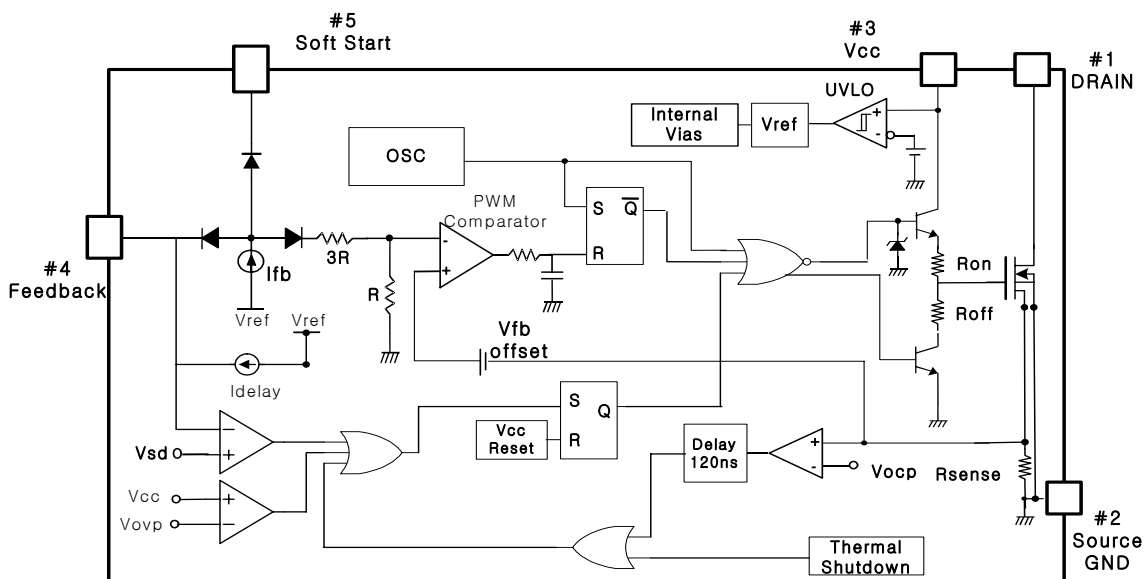 #5
Soft Start
#3
Vcc
#1
DRAIN
UVLO
+
-
Internal
Vias
Vref
OSC
PWM
Comparator
S
Q
R
-
+
3R
R
Ifb
Vref
Vref
#4
Feedback
Idelay
Vfb
offset
Ron
Roff
S
Q
R
Vcc
Reset
Delay
120ns
+
-
Vocp
Rsense
−
Vsd
+
Vcc
+
Vovp
−
#2
Source
GND
Thermal
Shutdown